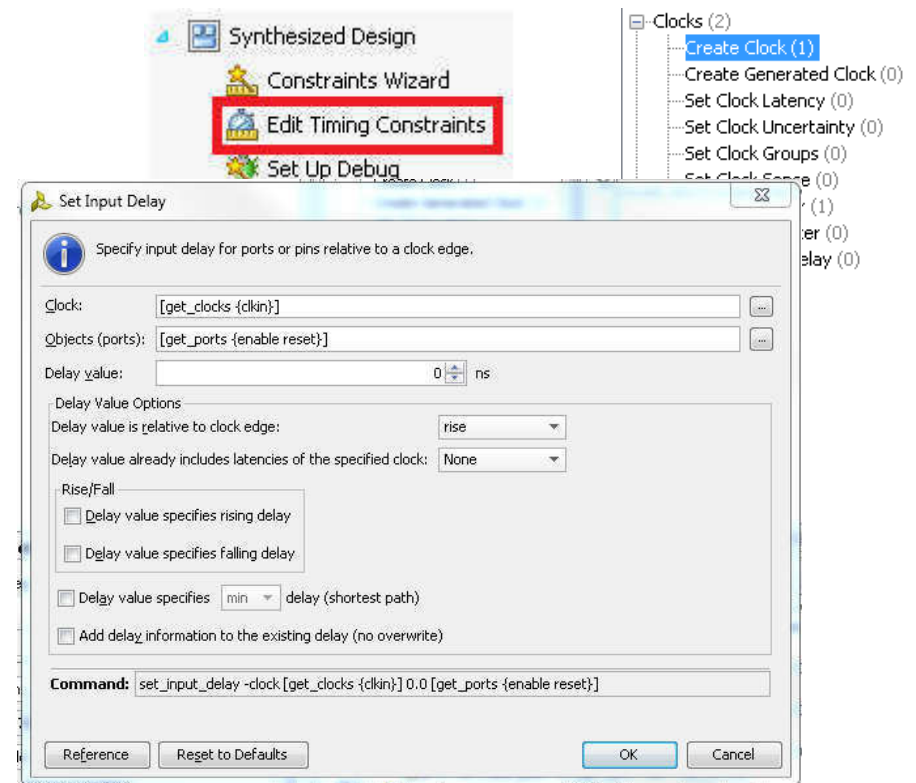 Synthesized Design
Constraints Wizard
Edit Timing Constraints
Set Up Debug
Clocks (2)
Create Clock (1)
Create Generated Clock (0)
Set Clock Latency (0)
Set Clock Uncertainty (0)
Set Clock Groups (0)
Set Clock Sense (0)
(1)
ter (0)
elay (0)
Set Input Delay
Specify input delay for ports or pins relative to a clock edge.
Clock: [get_clocks {clkin}] ...
Objects (ports): [get_ports {enable reset}] ...
Delay value: 0 ns
Delay Value Options
Delay value is relative to clock edge: rise
Delay value already includes latencies of the specified clock: None
Rise/Fall
Delay value specifies rising delay
Delay value specifies falling delay
Delay value specifies min delay (shortest path)
Add delay information to the existing delay (no overwrite)
Command: set_input_delay -clock [get_clocks {clkin}] 0.0 [get_ports {enable reset}]
Reference Reset to Defaults OK Cancel